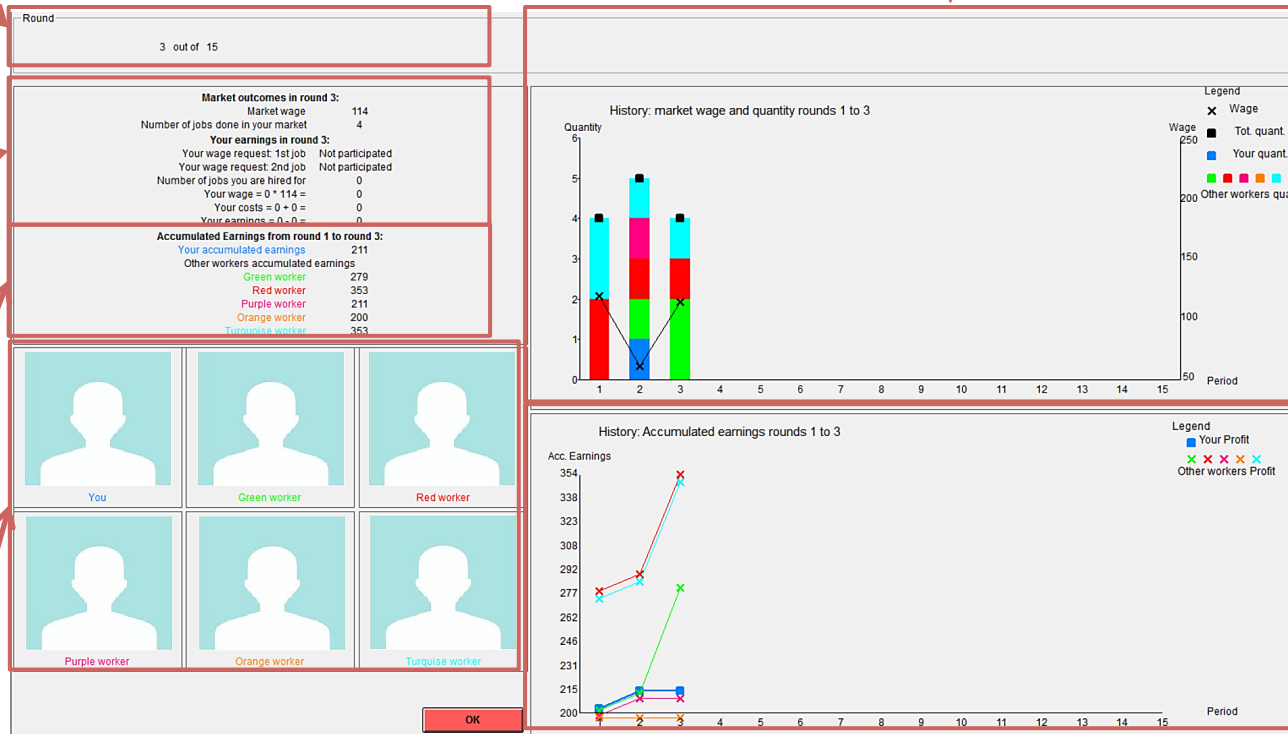 Round
3 out of 15
Market outcomes in round 3:
Market wage 114
Number of jobs done in your market 4
Your earnings in round 3:
Your wage request: 1st job Not participated
Your wage request: 2nd job Not participated
Number of jobs you are hired for 0
Your wage = 0 * 114 = 0
Your costs = 0 + 0 = 0
Your earnings = 0 - 0 = 0
Accumulated Earnings from round 1 to round 3:
Your accumulated earnings 211
Other workers accumulated earnings
Green worker 279
Red worker 353
Purple worker 211
Orange worker 200
Turquoise worker 353
You
Green worker
Red worker
Purple worker
Orange worker
Turquise worker
OK
History: market wage and quantity rounds 1 to 3
Quantity
6
5
4
3
2
1
0
1 2 3 4 5 6 7 8 9 10 11 12 13 14 15
Period
Wage
250
200
150
100
50
Legend
Wage
Tot. quant.
Your quant.
Other workers qua
History: Accumulated earnings rounds 1 to 3
Acc. Earnings
354
338
323
308
292
277
262
246
231
215
200
1 2 3 4 5 6 7 8 9 10 11 12 13 14 15
Period
Legend
Your Profit
Other workers Profit